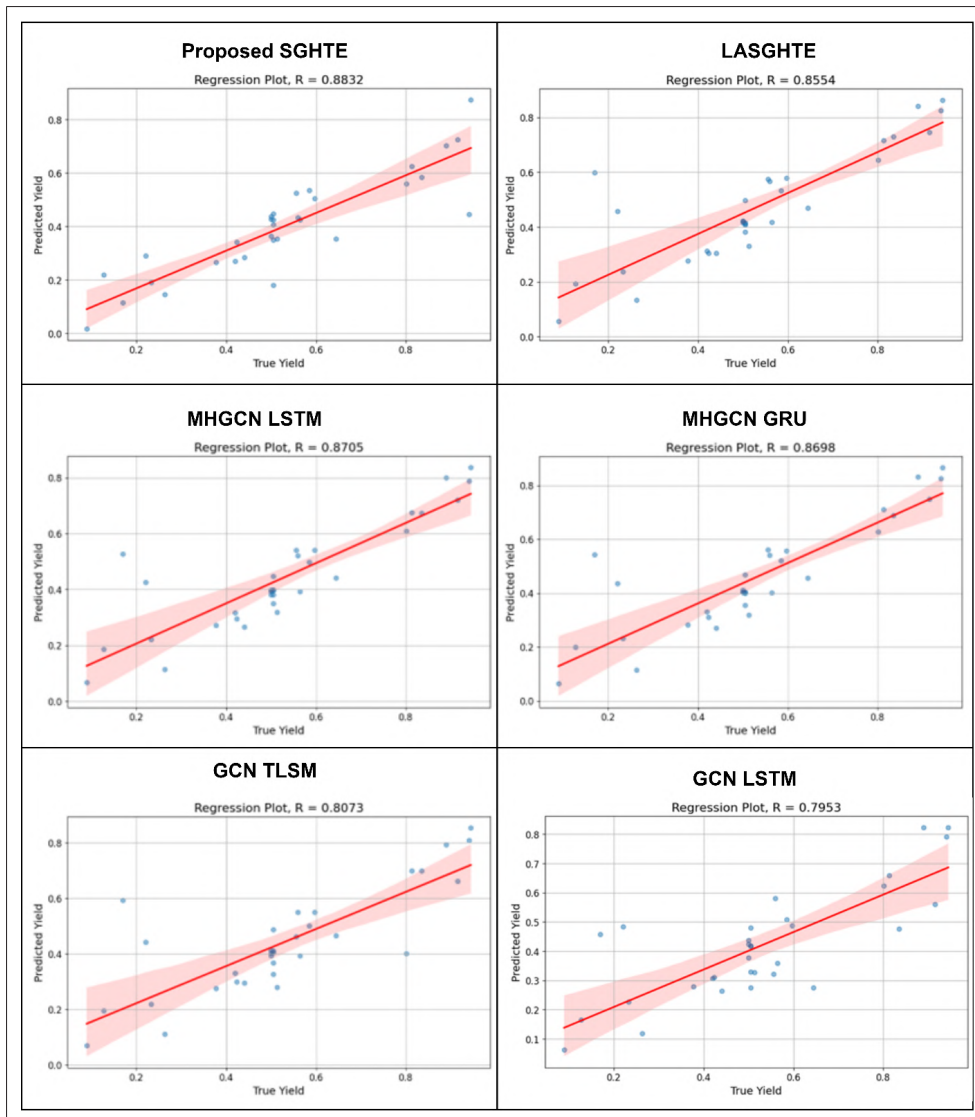 Proposed SGHTE
Regression Plot, R = 0.8832
0.8
0.6
0.4
0.2
0.0
Predicted Yield
0.2 0.4 0.6 0.8
True Yield
LASGHTE
Regression Plot, R = 0.8554
0.8
0.6
0.4
0.2
0.0
Predicted Yield
0.2 0.4 0.6 0.8
True Yield
MHGCN LSTM
Regression Plot, R = 0.8705
0.8
0.6
0.4
0.2
0.0
Predicted Yield
0.2 0.4 0.6 0.8
True Yield
MHGCN GRU
Regression Plot, R = 0.8698
0.8
0.6
0.4
0.2
0.0
Predicted Yield
0.2 0.4 0.6 0.8
True Yield
GCN TLSM
Regression Plot, R = 0.8073
0.8
0.6
0.4
0.2
0.0
Predicted Yield
0.2 0.4 0.6 0.8
True Yield
GCN LSTM
Regression Plot, R = 0.7953
0.8
0.7
0.6
0.5
0.4
0.3
0.2
0.1
Predicted Yield
0.2 0.4 0.6 0.8
True Yield